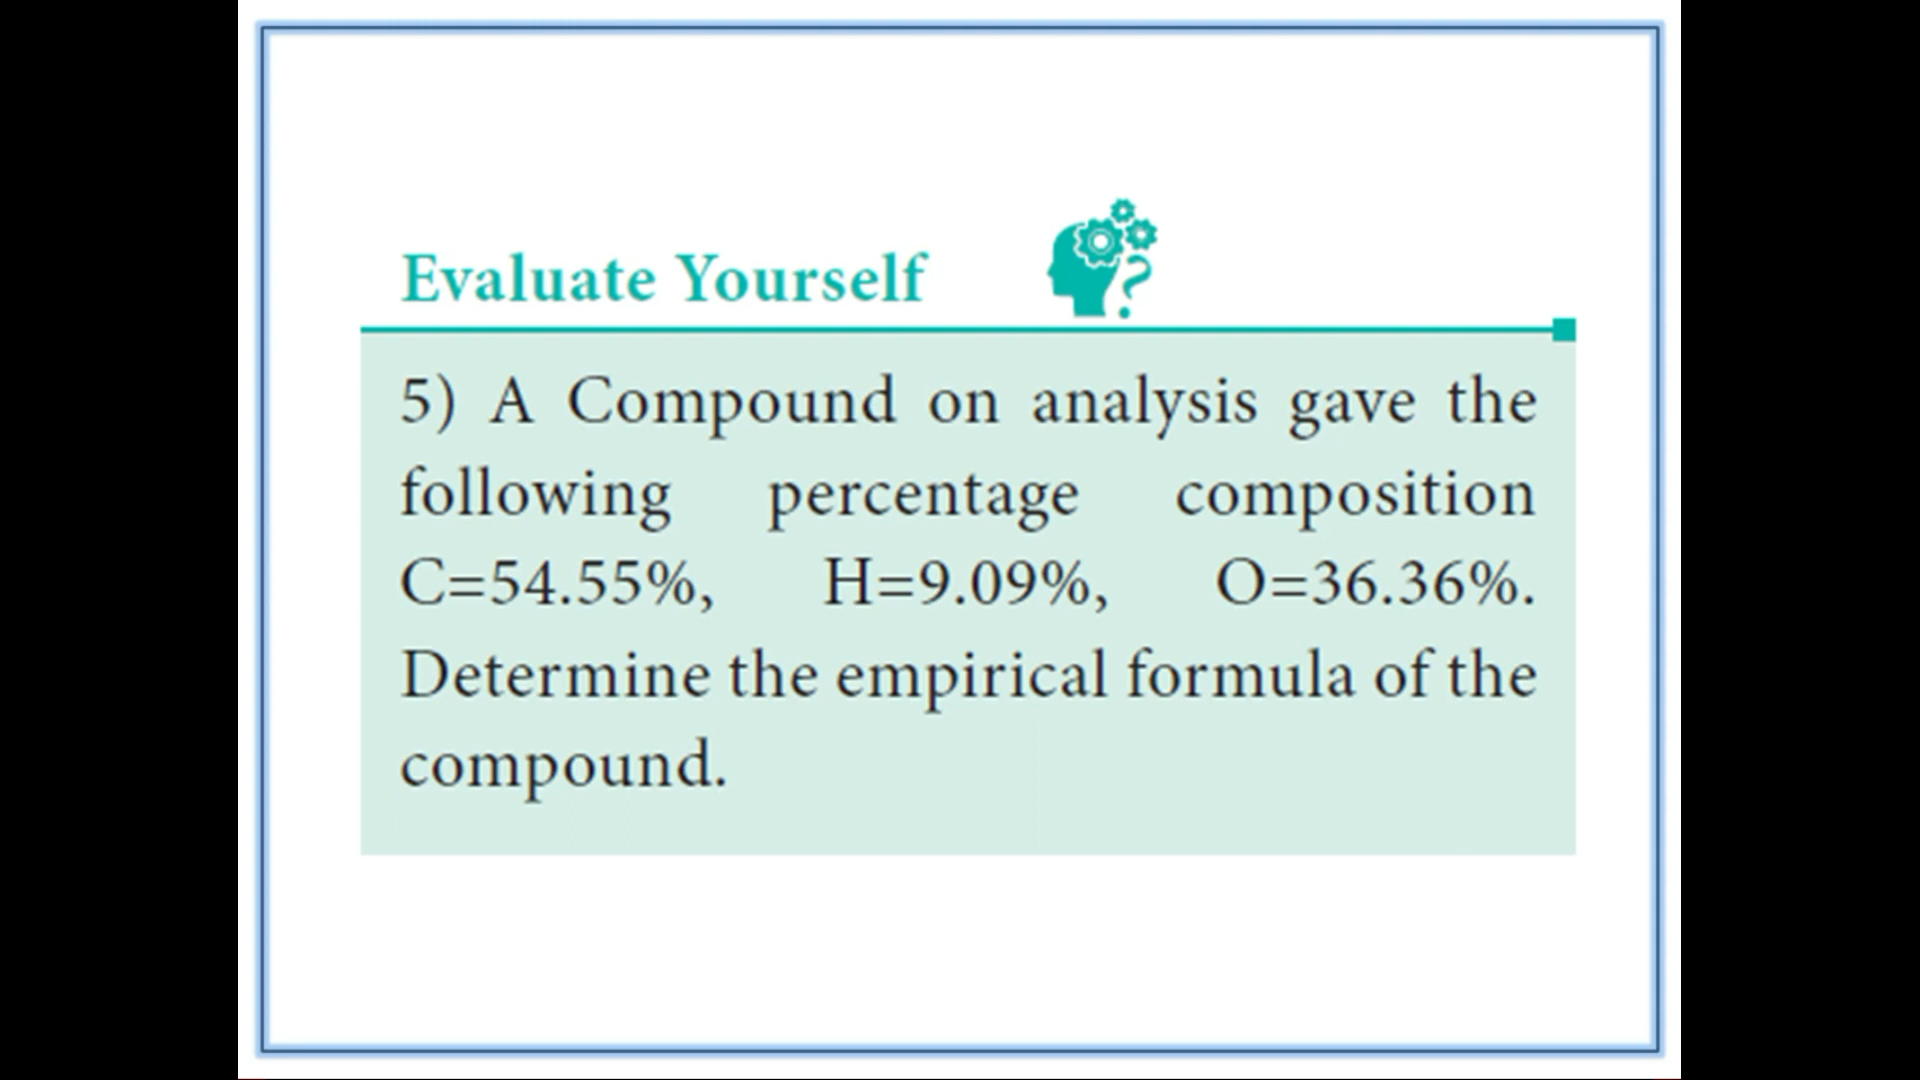 Evaluate Yourself
5) A Compound on analysis gave the
following percentage composition
C=54.55%, H=9.09%, O=36.36%.
Determine the empirical formula of the
compound.